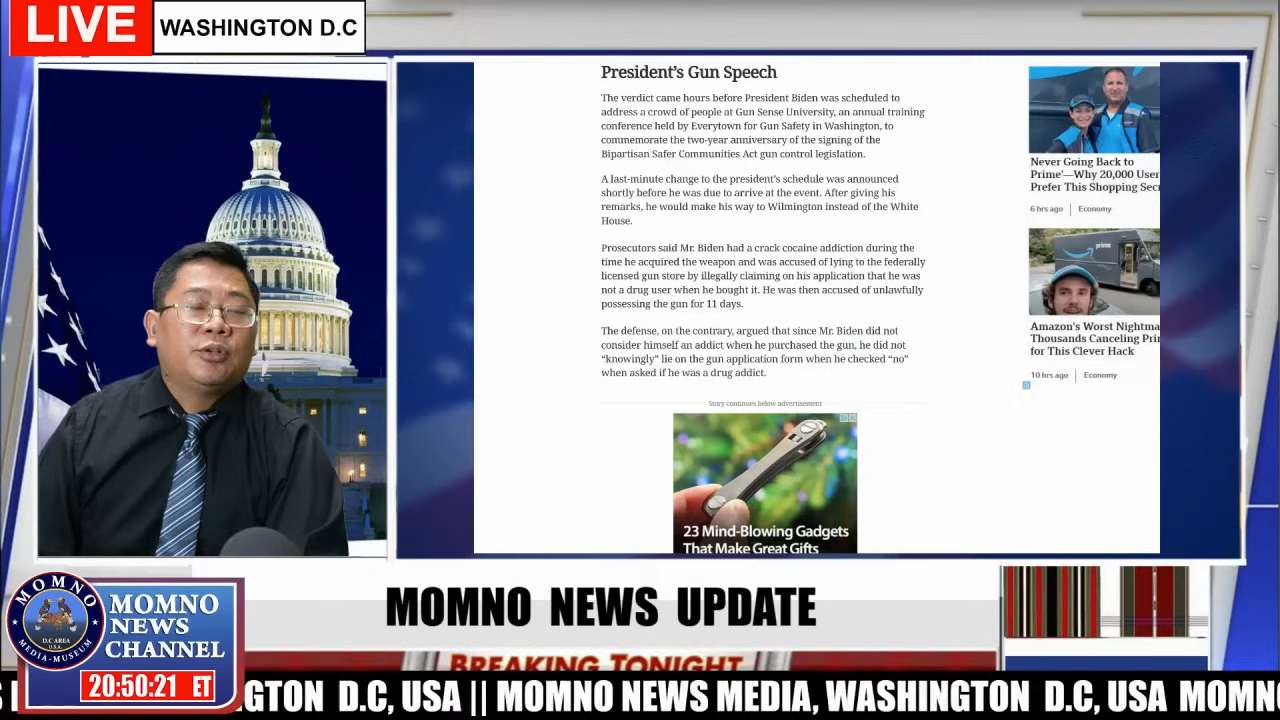 LIVE
WASHINGTON D.C
President's Gun Speech
The verdict came hours before President Biden was scheduled to
address a crowd of people at Gun Sense University, an annual training
conference held by Everytown for Gun Safety in Washington, to
commemorate the two-year anniversary of the signing of the
Bipartisan Safer Communities Act gun control legislation.
A last-minute change to the president's schedule was announced
shortly before he was due to arrive at the event. After giving his
remarks, he would make his way to Wilmington instead of the White
House.
Prosecutors said Mr. Biden had a crack cocaine addiction during the
time he acquired the weapon and was accused of lying to the federally
licensed gun store by illegally claiming on his application that he was
not a drug user when he bought it. He was then accused of unlawfully
possessing the gun for 11 days.
The defense, on the contrary, argued that since Mr. Biden did not
consider himself an addict when he purchased the gun, he did not
“knowingly” lie on the gun application form when he checked “no”
when asked if he was a drug addict.
Story continues below advertisement
23 Mind-Blowing Gadgets
That Make Great Gifts
Never Going Back to
Prime'—Why 20,000 User
Prefer This Shopping Secr
6 hrs ago | Economy
prime
Amazon's Worst Nightma
Thousands Canceling Pri
for This Clever Hack
10 hrs ago | Economy
MOMNO
D.C AREA
U.S.A
MEDIA-MUSEUM
MOMNO
NEWS
CHANNEL
20:50:21 ET
MOMNO NEWS UPDATE
BREAKING TONIGHT
GTON D.C, USA || MOMNO NEWS MEDIA, WASHINGTON D.C, USA MOMN